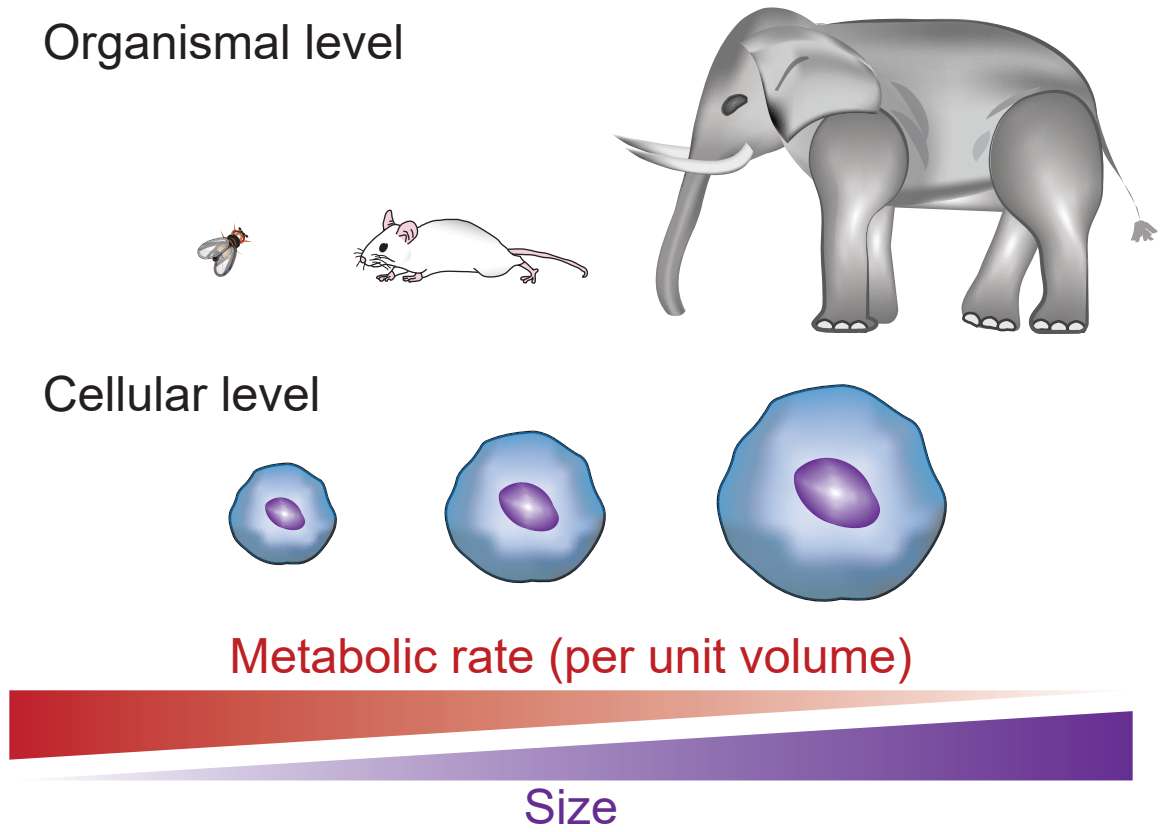 Organismal level
Cellular level
Metabolic rate (per unit volume)
Size